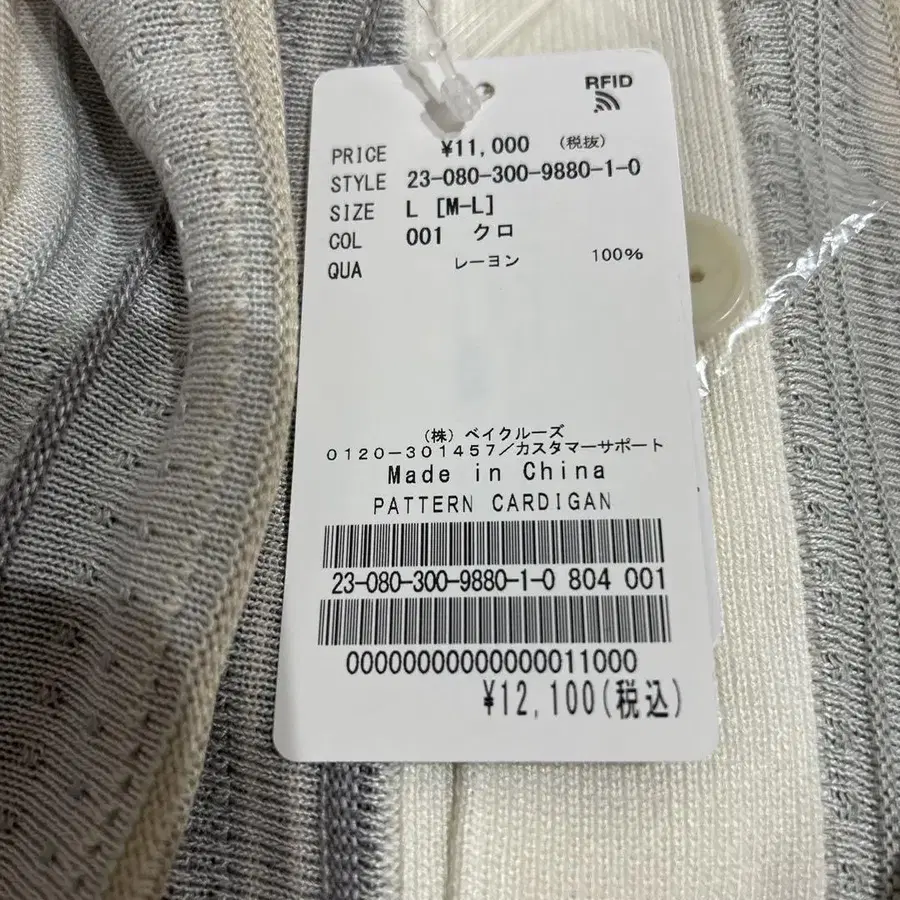 RFID
PRICE ¥11,000 (税抜)
STYLE 23-080-300-9880-1-0
SIZE L [M-L]
COL 001 クロ
QUA レーヨン 100%
(株) ベイクルーズ
0120-301457/カスタマーサポート
Made in China
PATTERN CARDIGAN
23-080-300-9880-1-0 804 001
00000000000000011000
¥12,100(税込)